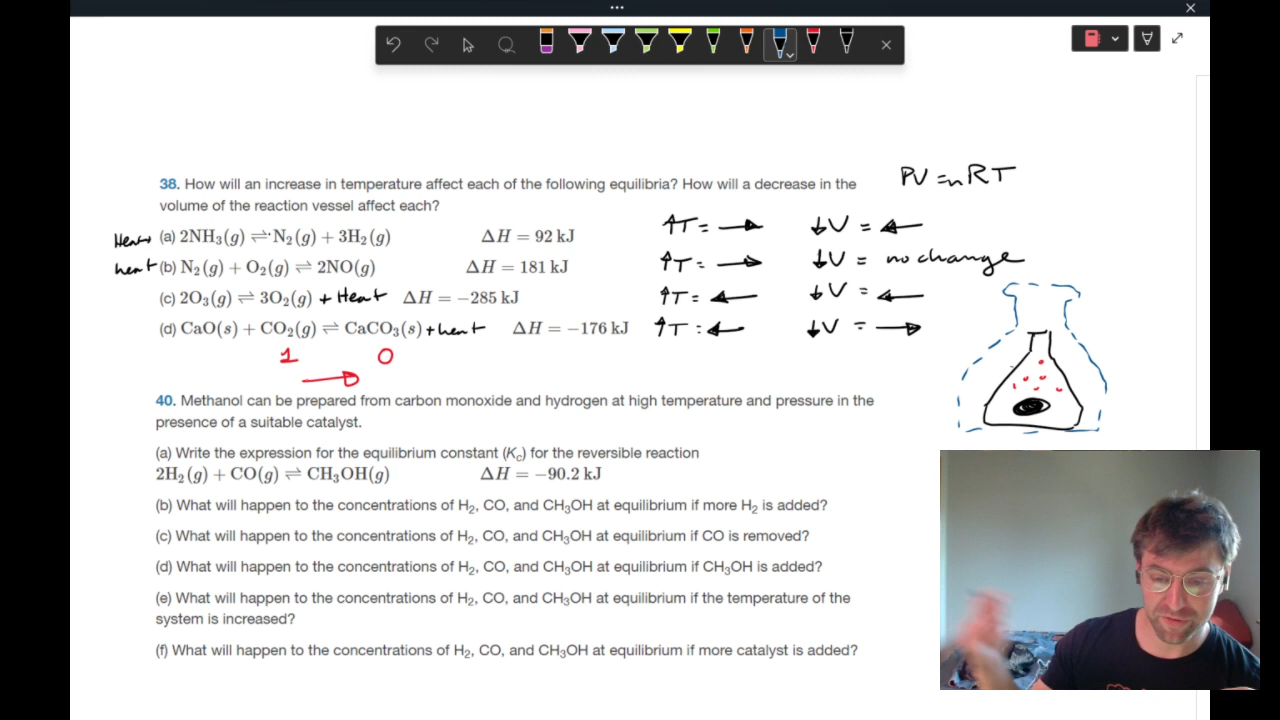 PV = nRT
38. How will an increase in temperature affect each of the following equilibria? How will a decrease in the
volume of the reaction vessel affect each?
Heat (a) 2NH₃(g) ⇌ N₂(g) + 3H₂(g) ΔH = 92 kJ ↑T = → ↓V = ←
heat (b) N₂(g) + O₂(g) ⇌ 2NO(g) ΔH = 181 kJ ↑T = → ↓V = no change
(c) 2O₃(g) ⇌ 3O₂(g) + Heat ΔH = −285 kJ ↑T = ← ↓V = ←
(d) CaO(s) + CO₂(g) ⇌ CaCO₃(s) + heat ΔH = −176 kJ ↑T = ← ↓V = →
1 → 0
40. Methanol can be prepared from carbon monoxide and hydrogen at high temperature and pressure in the
presence of a suitable catalyst.
(a) Write the expression for the equilibrium constant (K꜀) for the reversible reaction
2H₂(g) + CO(g) ⇌ CH₃OH(g) ΔH = −90.2 kJ
(b) What will happen to the concentrations of H₂, CO, and CH₃OH at equilibrium if more H₂ is added?
(c) What will happen to the concentrations of H₂, CO, and CH₃OH at equilibrium if CO is removed?
(d) What will happen to the concentrations of H₂, CO, and CH₃OH at equilibrium if CH₃OH is added?
(e) What will happen to the concentrations of H₂, CO, and CH₃OH at equilibrium if the temperature of the
system is increased?
(f) What will happen to the concentrations of H₂, CO, and CH₃OH at equilibrium if more catalyst is added?